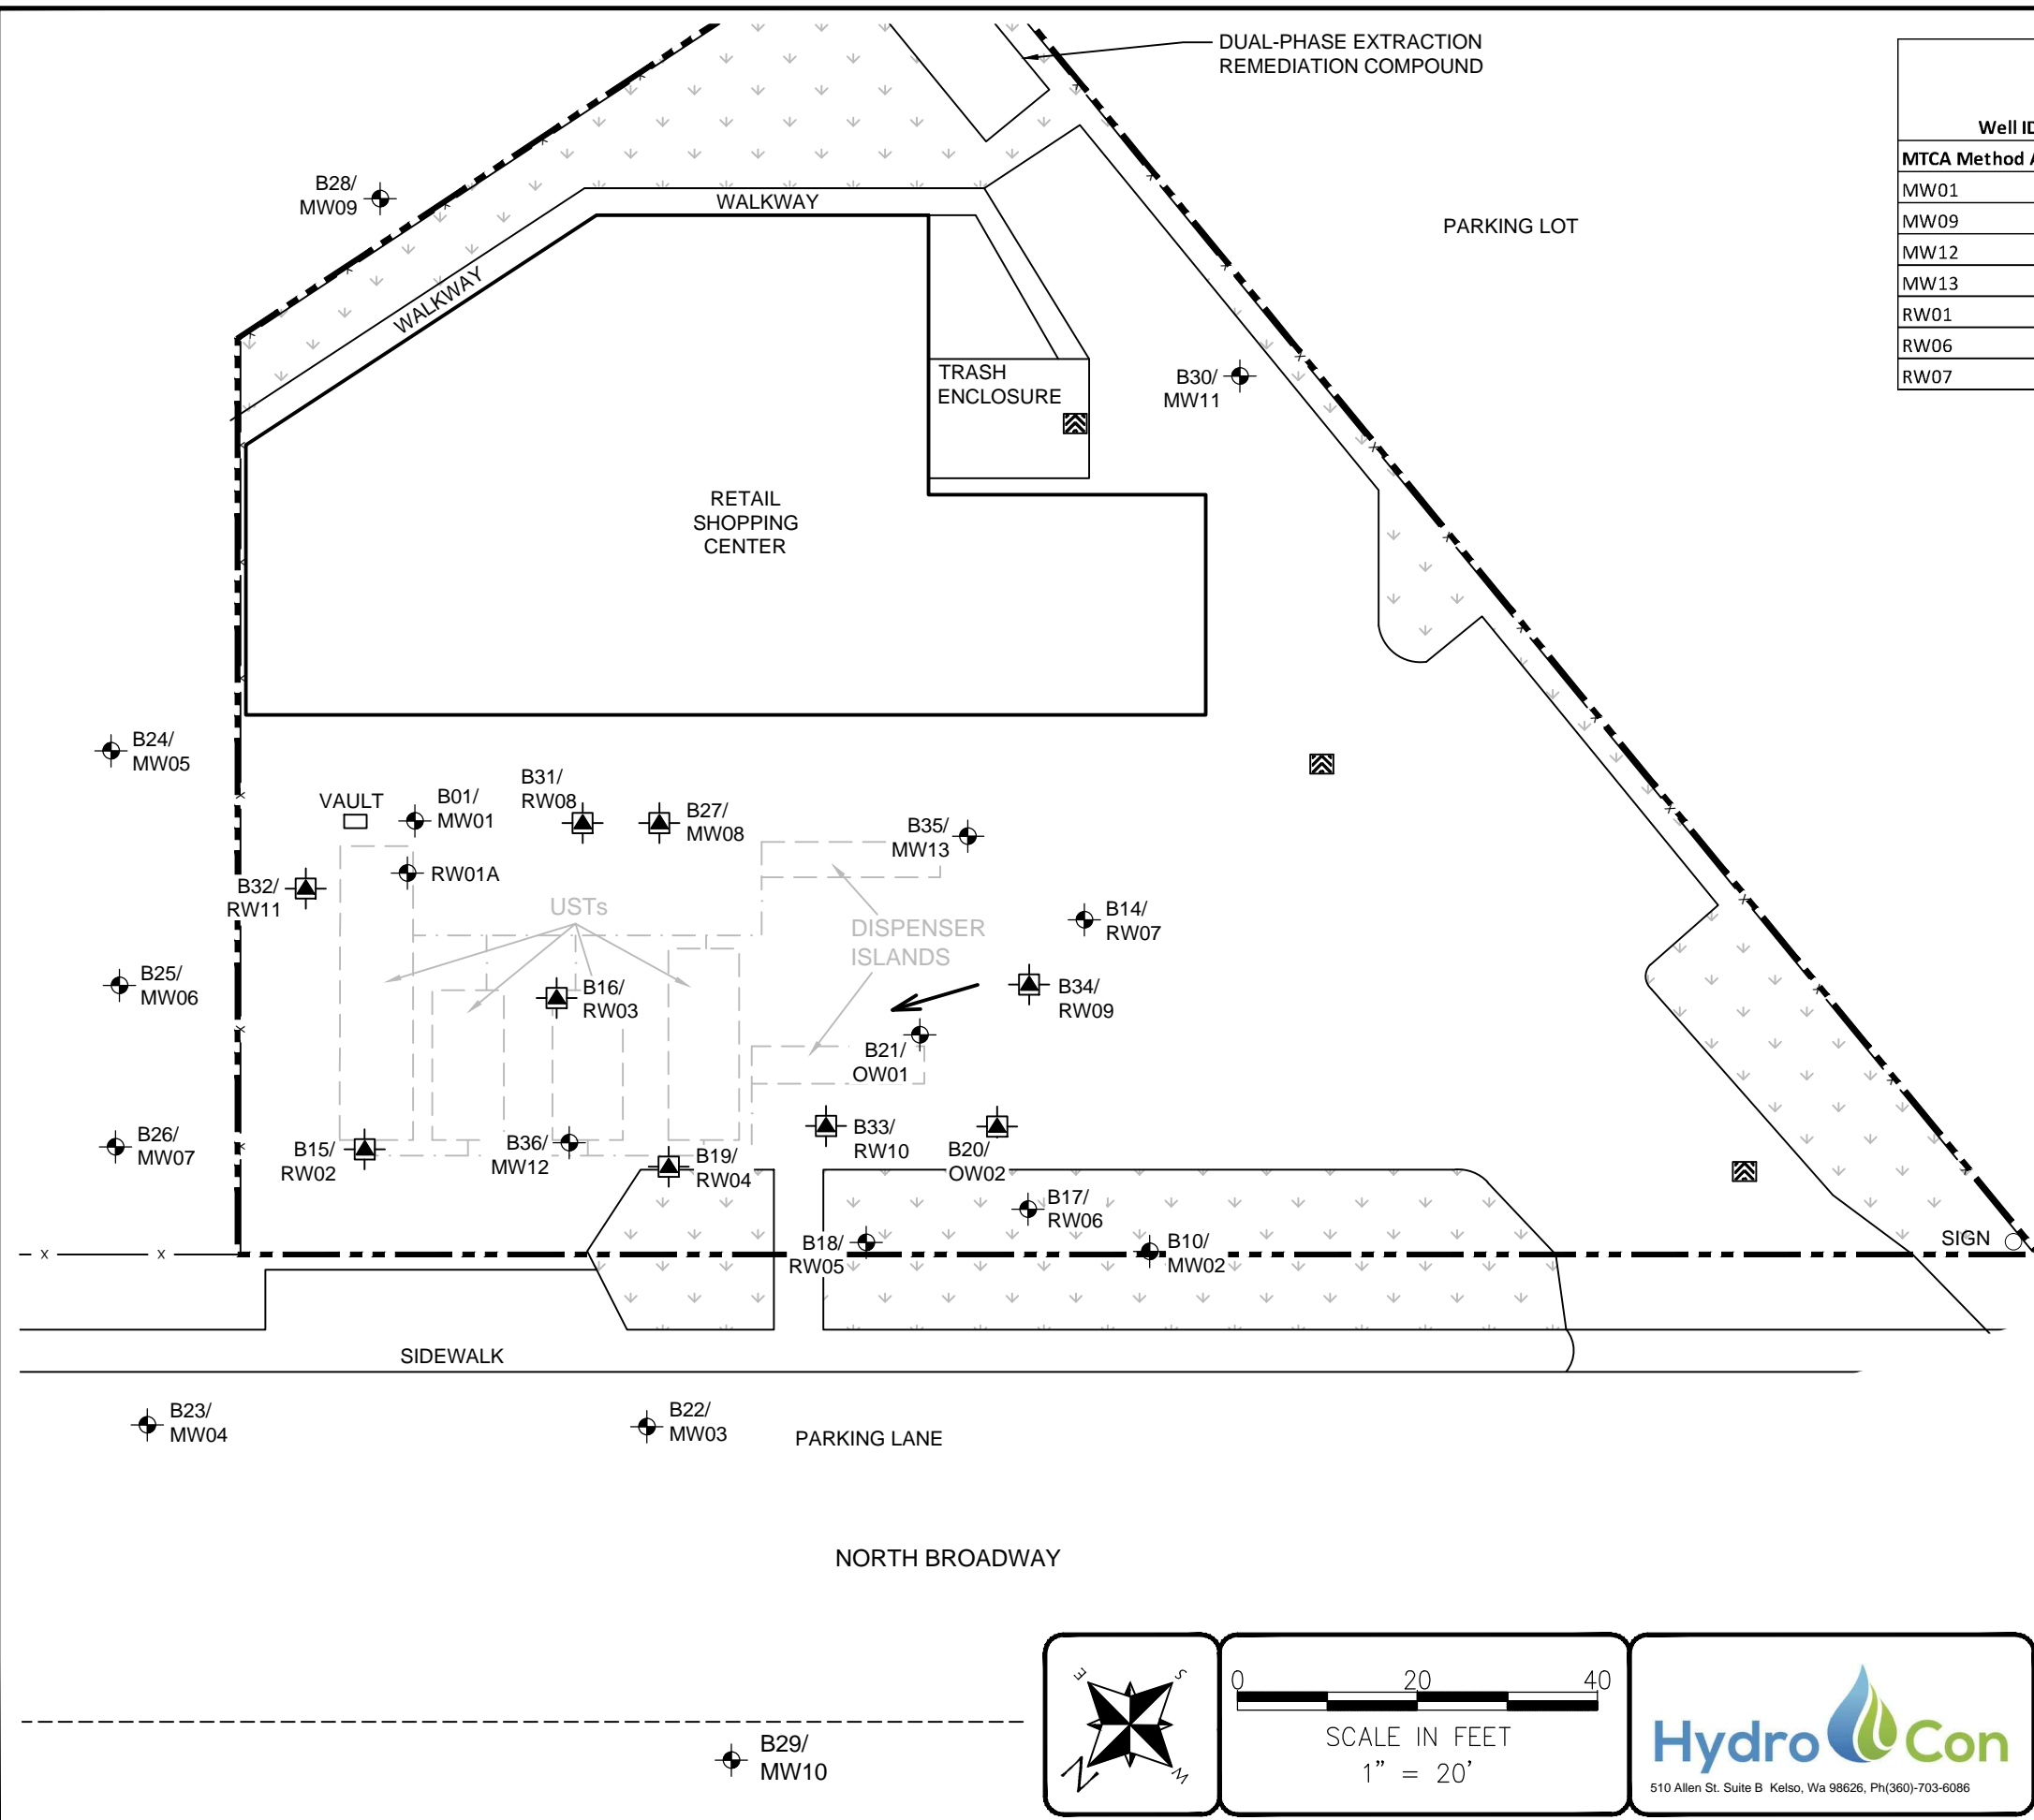 DUAL-PHASE EXTRACTION
REMEDIATION COMPOUND
Well ID
MTCA Method A
MW01
MW09
MW12
MW13
RW01
RW06
RW07
B28/
MW09
WALKWAY
PARKING LOT
WALKWAY
TRASH
ENCLOSURE
B30/
MW11
RETAIL
SHOPPING
CENTER
B24/
MW05
VAULT
B01/
MW01
B31/
RW08
B27/
MW08
B35/
MW13
RW01A
B32/
RW11
USTs
DISPENSER
ISLANDS
B14/
RW07
B25/
MW06
B16/
RW03
B34/
RW09
B21/
OW01
B26/
MW07
B15/
RW02
B36/
MW12
B19/
RW04
B33/
RW10
B20/
OW02
B17/
RW06
B18/
RW05
B10/
MW02
SIGN
x
x
SIDEWALK
B23/
MW04
B22/
MW03
PARKING LANE
NORTH BROADWAY
B29/
MW10
E
S
N
W
0 20 40
SCALE IN FEET
1" = 20'
HydroCon
510 Allen St. Suite B Kelso, Wa 98626, Ph(360)-703-6086